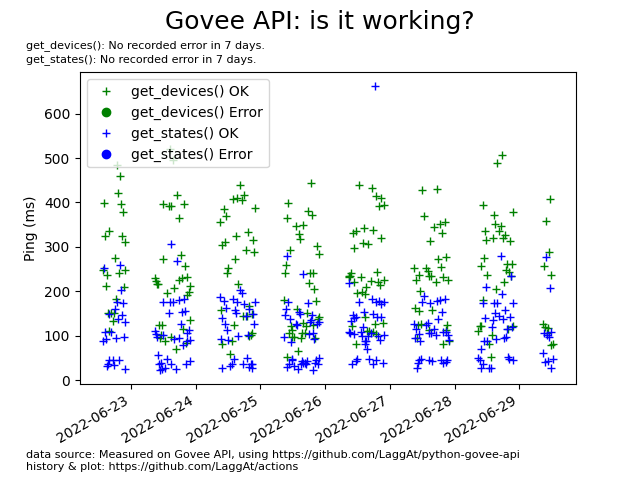 Govee API: is it working?
get_devices(): No recorded error in 7 days.
get_states(): No recorded error in 7 days.
get_devices() OK
get_devices() Error
get_states() OK
get_states() Error
Ping (ms)
600
500
400
300
200
100
0
2022-06-23
2022-06-24
2022-06-25
2022-06-26
2022-06-27
2022-06-28
2022-06-29
data source: Measured on Govee API, using https://github.com/LaggAt/python-govee-api
history & plot: https://github.com/LaggAt/actions